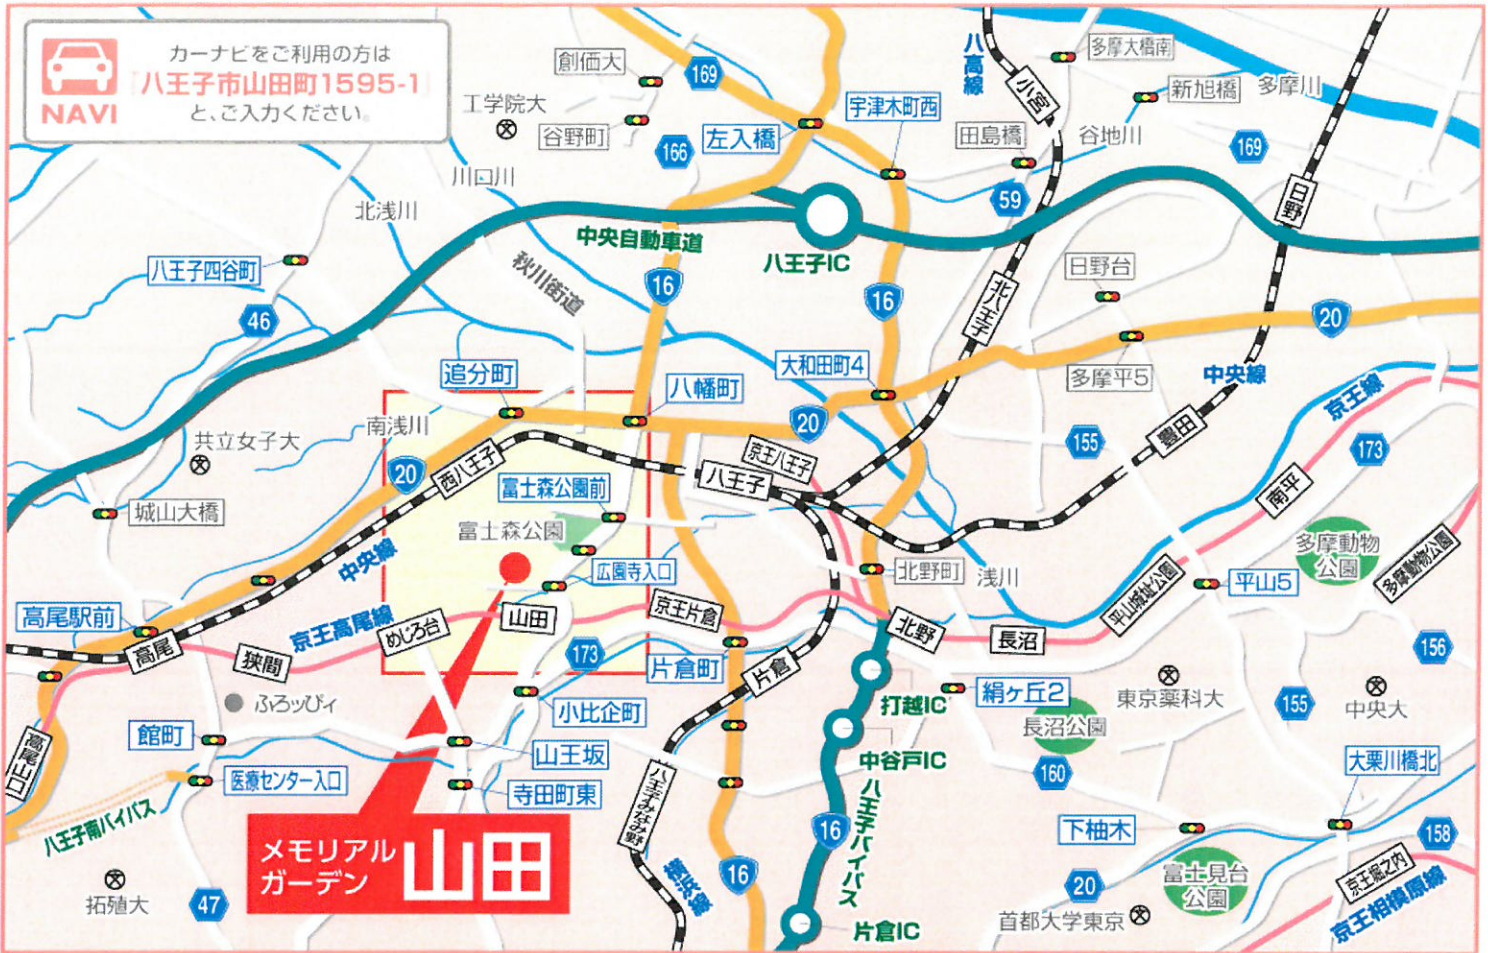 カーナビをご利用の方は
「八王子市山田町1595-1」
と、ご入力ください。
NAVI
創価大
169
工学院大
谷野町
166
左入橋
宇津木町西
八高線
小宮
多摩大橋南
新旭橋
多摩川
田島橋
谷地川
169
59
日野
川口川
北浅川
中央自動車道
八王子IC
秋川街道
八王子四谷町
46
16
16
北八王子
日野台
20
追分町
八幡町
大和田町4
多摩平5
中央線
京王線
南浅川
共立女子大
20
20
西八王子
京王八王子
八王子
155
豊田
173
南平
城山大橋
富士森公園前
富士森公園
広園寺入口
中央線
北野町
浅川
多摩動物
公園
多摩動物公園
平山城址公園
平山5
高尾駅前
高尾
京王高尾線
めじろ台
山田
京王片倉
北野
長沼
狭間
173
片倉町
片倉
156
ふろッぴィ
小比企町
打越IC
絹ヶ丘2
東京薬科大
長沼公園
155
中央大
館町
山王坂
中谷戸IC
高尾山口
医療センター入口
寺田町東
八王子みなみ野
160
大栗川橋北
八王子南バイパス
八王子バイパス
16
下柚木
158
メモリアル
ガーデン
山田
横浜線
16
富士見台
公園
京王堀之内
拓殖大
47
20
首都大学東京
京王相模原線
片倉IC